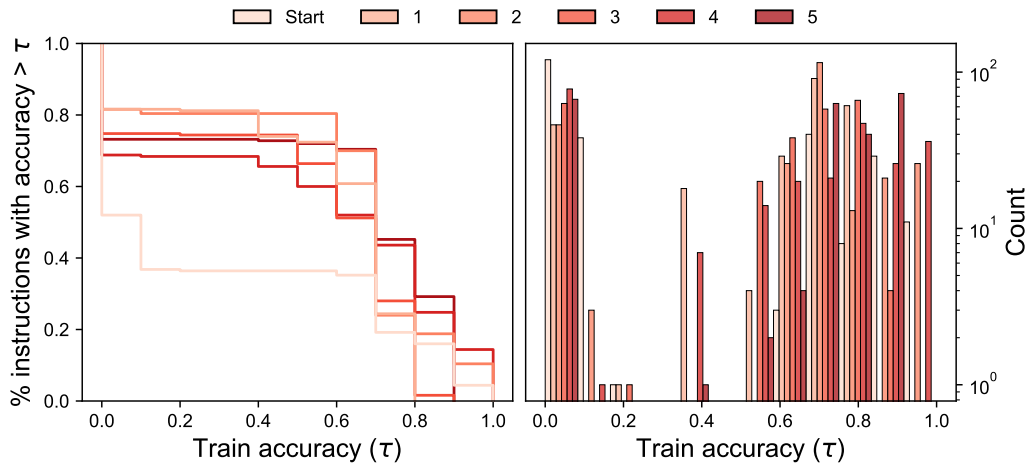 Start 1 2 3 4 5
% instructions with accuracy > τ
1.0
0.8
0.6
0.4
0.2
0.0
0.0 0.2 0.4 0.6 0.8 1.0
Train accuracy (τ)
0.0 0.2 0.4 0.6 0.8 1.0
Train accuracy (τ)
10²
10¹
10⁰
Count